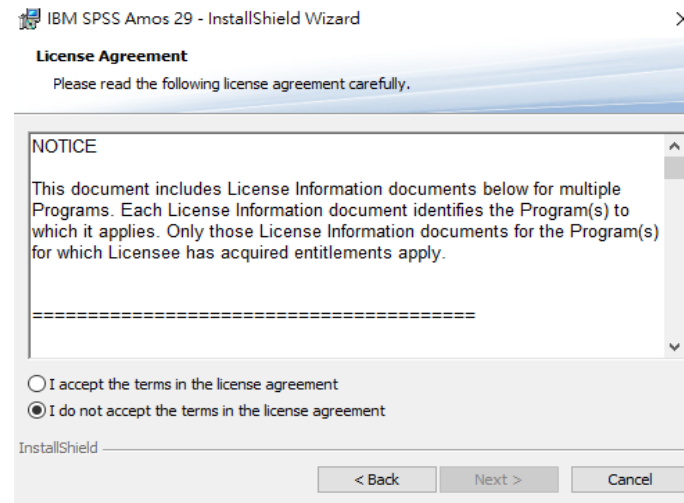 IBM SPSS Amos 29 - InstallShield Wizard
License Agreement
Please read the following license agreement carefully.
NOTICE
This document includes License Information documents below for multiple
Programs. Each License Information document identifies the Program(s) to
which it applies. Only those License Information documents for the Program(s)
for which Licensee has acquired entitlements apply.
========================================
I accept the terms in the license agreement
I do not accept the terms in the license agreement
InstallShield
< Back
Next >
Cancel